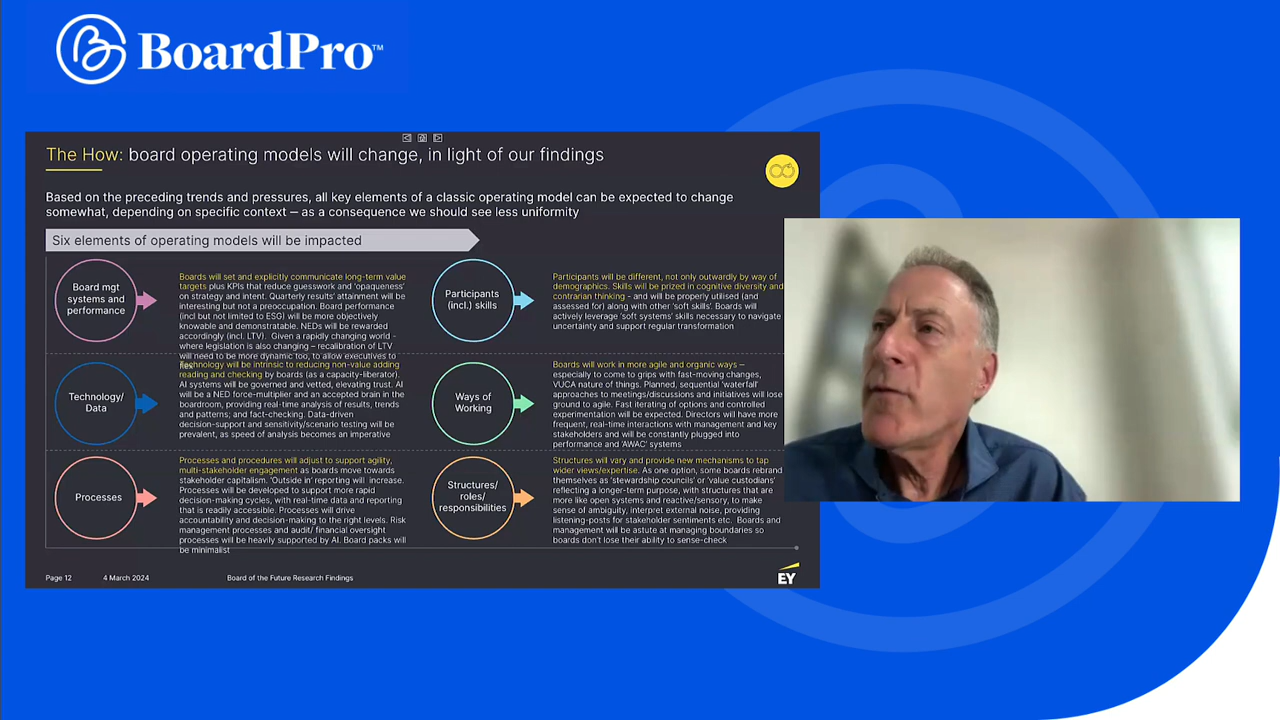 BoardPro™
The How: board operating models will change, in light of our findings
Based on the preceding trends and pressures, all key elements of a classic operating model can be expected to change
somewhat, depending on specific context – as a consequence we should see less uniformity
Six elements of operating models will be impacted
Board mgt
systems and
performance
Boards will set and explicitly communicate long-term value
targets plus KPIs that reduce guesswork and 'opaqueness'
on strategy and intent. Quarterly results' attainment will be
interesting but not a preoccupation. Board performance
(incl but not limited to ESG) will be more objectively
knowable and demonstratable. NEDs will be rewarded
accordingly (incl. LTV). Given a rapidly changing world -
where legislation is also changing – recalibration of LTV
will need to be more dynamic too, to allow executives to
Participants
(incl.) skills
Participants will be different, not only outwardly by way of
demographics. Skills will be prized in cognitive diversity and
contrarian thinking - and will be properly utilised (and
assessed for) along with other 'soft skills'. Boards will
actively leverage 'soft systems' skills necessary to navigate
uncertainty and support regular transformation
Technology/
Data
Technology will be intrinsic to reducing non-value adding
reading and checking by boards (as a capacity-liberator).
AI systems will be governed and vetted, elevating trust. AI
will be a NED force-multiplier and an accepted brain in the
boardroom, providing real-time analysis of results, trends
and patterns; and fact-checking. Data-driven
decision-support and sensitivity/scenario testing will be
prevalent, as speed of analysis becomes an imperative
Ways of
Working
Boards will work in more agile and organic ways –
especially to come to grips with fast-moving changes,
VUCA nature of things. Planned, sequential 'waterfall'
approaches to meetings/discussions and initiatives will lose
ground to agile. Fast iterating of options and controlled
experimentation will be expected. Directors will have more
frequent, real-time interactions with management and key
stakeholders and will be constantly plugged into
performance and 'AWAC' systems
Processes
Processes and procedures will adjust to support agility,
multi-stakeholder engagement as boards move towards
stakeholder capitalism. 'Outside in' reporting will increase.
Processes will be developed to support more rapid
decision-making cycles, with real-time data and reporting
that is readily accessible. Processes will drive
accountability and decision-making to the right levels. Risk
management processes and audit/ financial oversight
processes will be heavily supported by AI. Board packs will
be minimalist
Structures/
roles/
responsibilities
Structures will vary and provide new mechanisms to tap
wider views/expertise. As one option, some boards rebrand
themselves as 'stewardship councils' or 'value custodians'
reflecting a longer-term purpose, with structures that are
more like open systems and reactive/sensory, to make
sense of ambiguity, interpret external noise, providing
listening-posts for stakeholder sentiments etc. Boards and
management will be astute at managing boundaries so
boards don't lose their ability to sense-check
Page 12
4 March 2024
Board of the Future Research Findings
EY